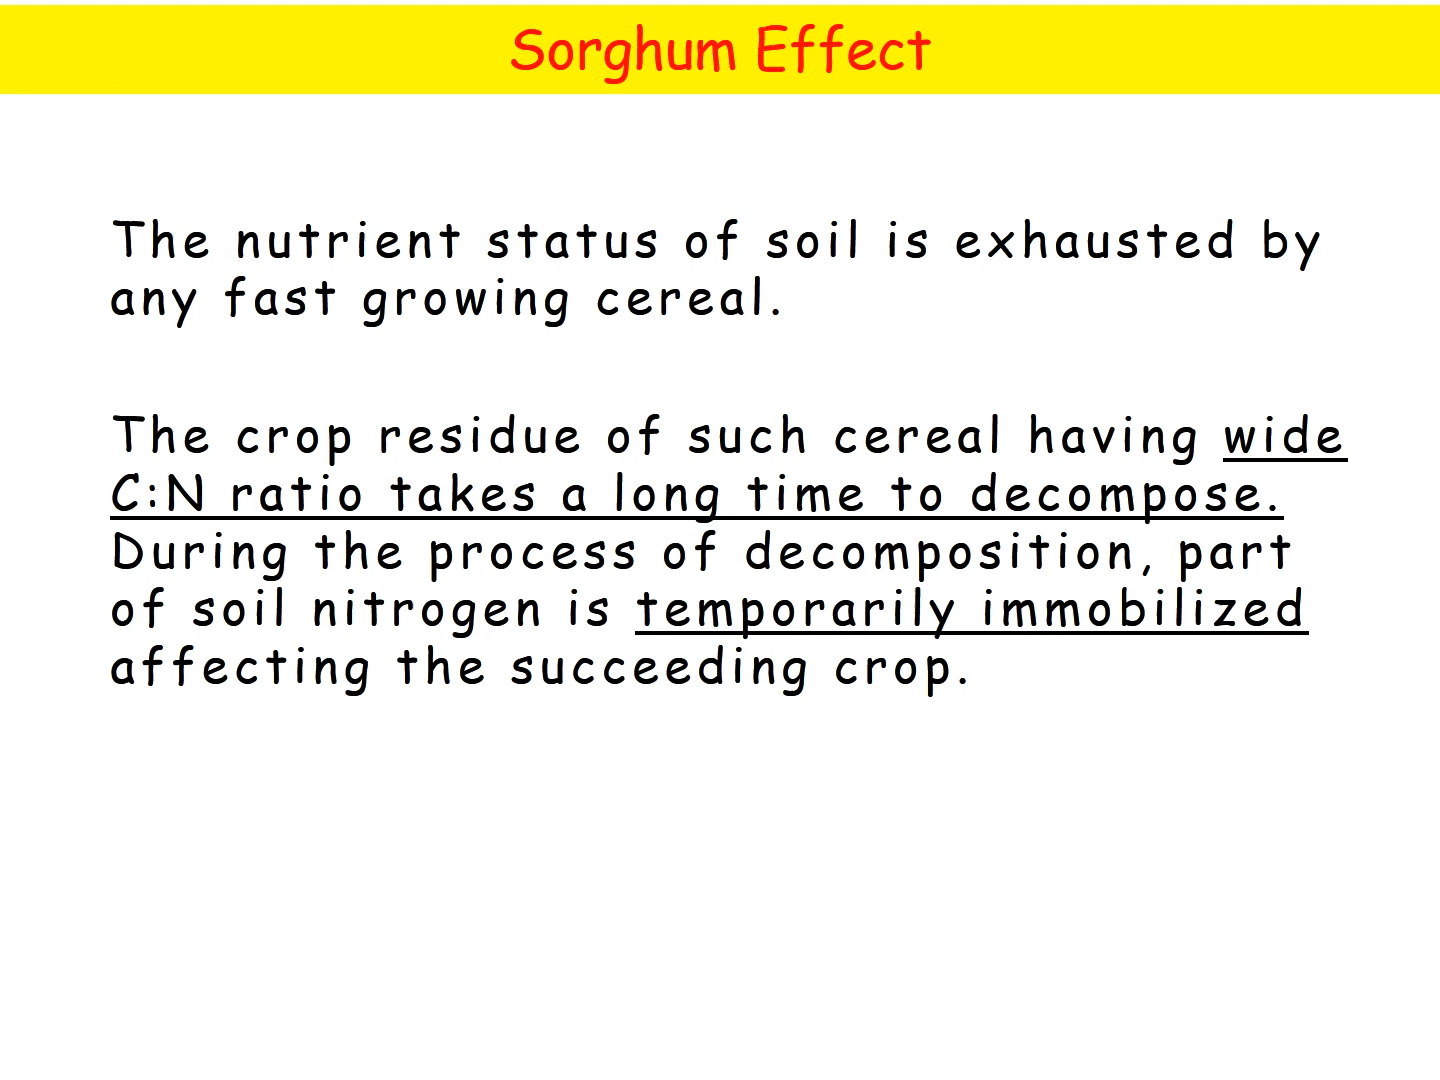 Sorghum Effect
The nutrient status of soil is exhausted by
any fast growing cereal.
The crop residue of such cereal having wide
C:N ratio takes a long time to decompose.
During the process of decomposition, part
of soil nitrogen is temporarily immobilized
affecting the succeeding crop.